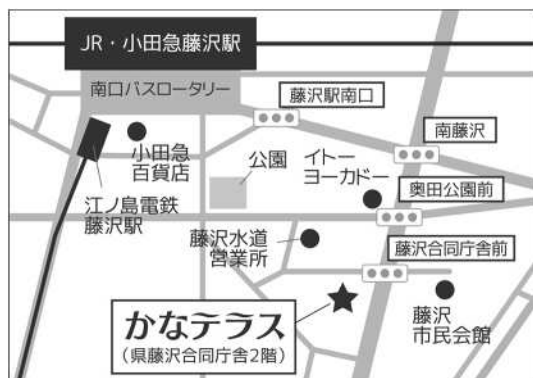 JR・小田急藤沢駅
南口バスロータリー
藤沢駅南口
南藤沢
小田急
百貨店
公園
イトー
ヨーカドー
奥田公園前
江ノ島電鉄
藤沢駅
藤沢水道
営業所
藤沢合同庁舎前
かなテラス
(県藤沢合同庁舎2階)
藤沢
市民会館